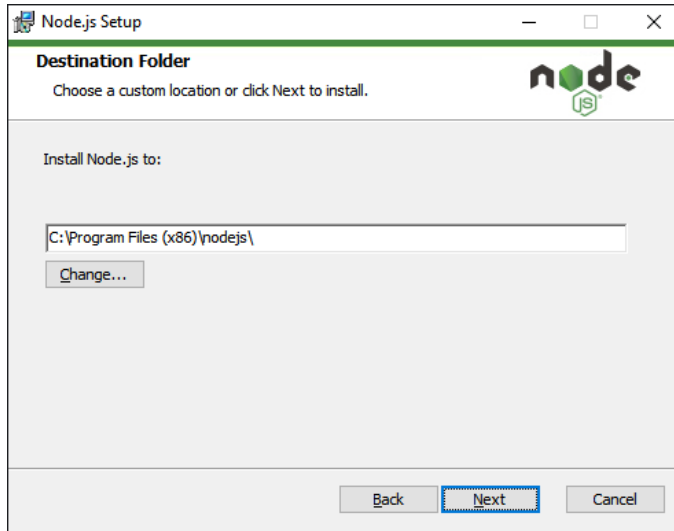 Node.js Setup
Destination Folder
Choose a custom location or click Next to install.
node
JS
Install Node.js to:
C:\Program Files (x86)\nodejs\
Change...
Back Next Cancel